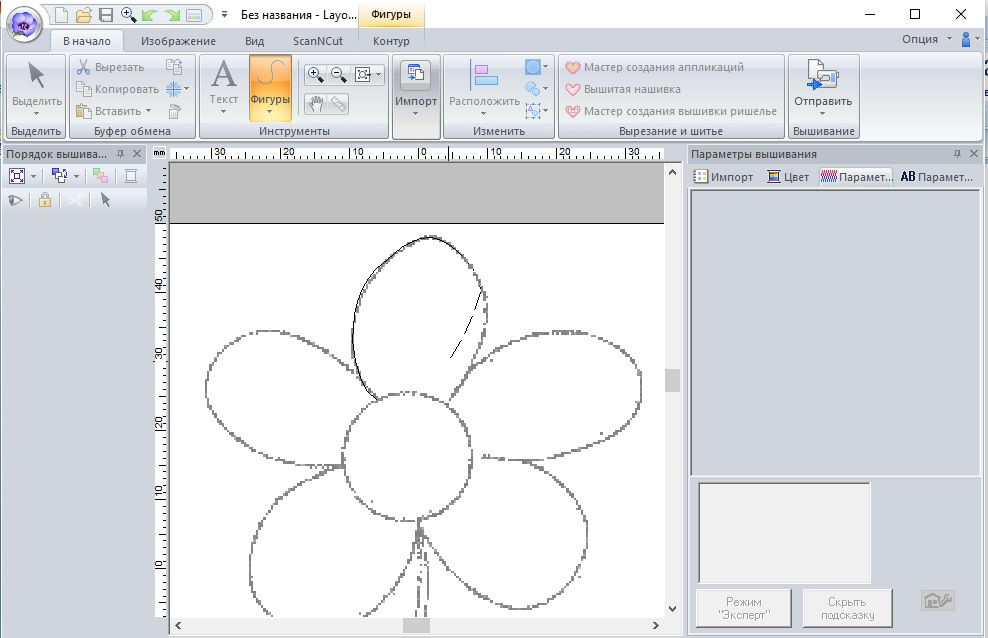 Без названия - Layo...
Фигуры
В начало
Изображение
Вид
ScanNCut
Контур
Опция
Выделить
Вырезать
Копировать
Вставить
Текст
Фигуры
Импорт
Расположить
Мастер создания аппликаций
Вышитая нашивка
Мастер создания вышивки ришелье
Отправить
Выделить
Буфер обмена
Инструменты
Изменить
Вырезание и шитье
Вышивание
Порядок вышива...
mm
30
20
10
0
10
20
30
50
40
30
20
10
0
Параметры вышивания
Импорт
Цвет
Парамет...
AB Парамет...
Режим
"Эксперт"
Скрыть
подсказку